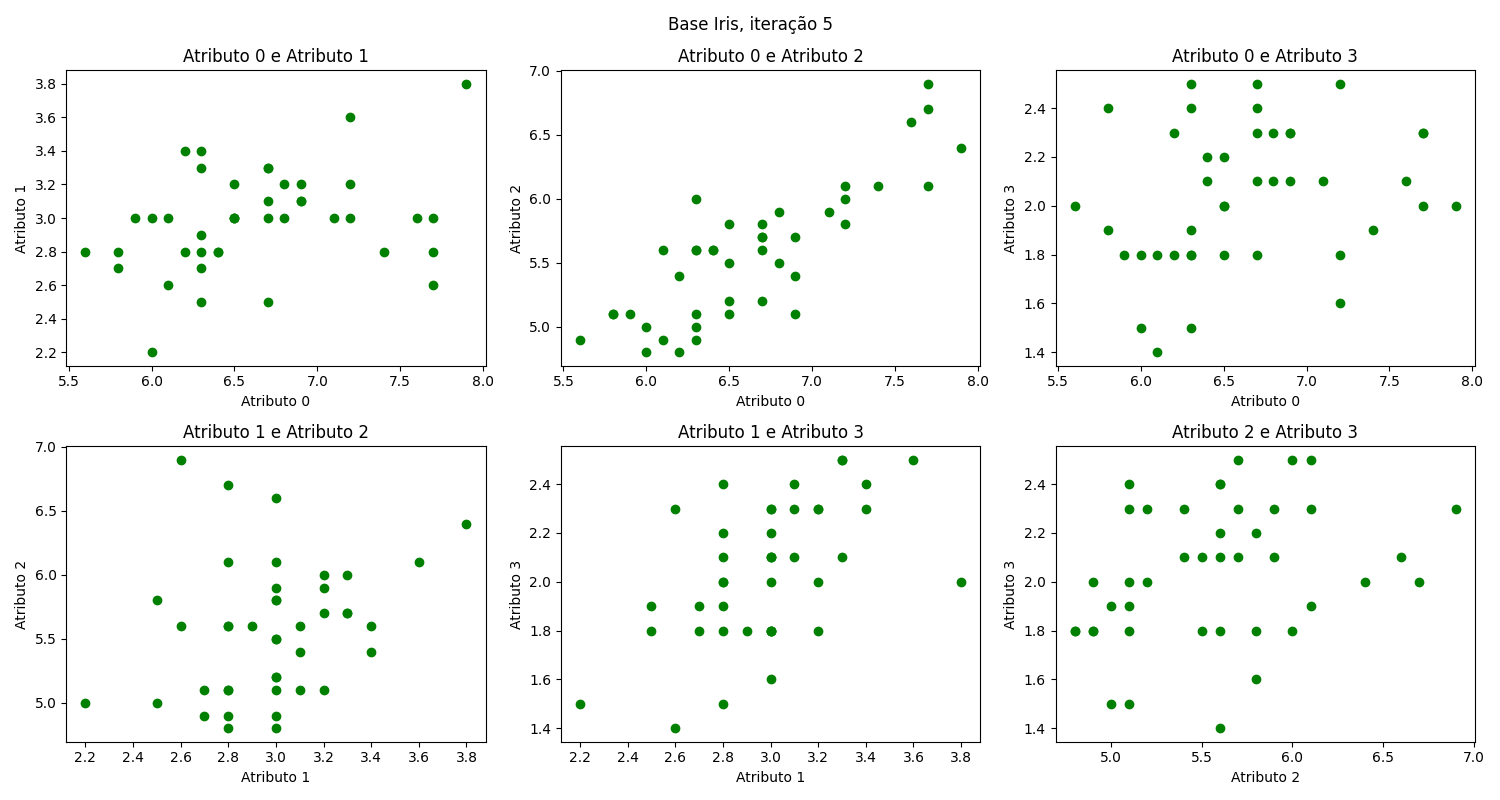 Base Iris, iteração 5
Atributo 0 e Atributo 1
Atributo 1
3.8
3.6
3.4
3.2
3.0
2.8
2.6
2.4
2.2
5.5 6.0 6.5 7.0 7.5 8.0
Atributo 0
Atributo 0 e Atributo 2
Atributo 2
7.0
6.5
6.0
5.5
5.0
5.5 6.0 6.5 7.0 7.5 8.0
Atributo 0
Atributo 0 e Atributo 3
Atributo 3
2.4
2.2
2.0
1.8
1.6
1.4
5.5 6.0 6.5 7.0 7.5 8.0
Atributo 0
Atributo 1 e Atributo 2
Atributo 2
7.0
6.5
6.0
5.5
5.0
2.2 2.4 2.6 2.8 3.0 3.2 3.4 3.6 3.8
Atributo 1
Atributo 1 e Atributo 3
Atributo 3
2.4
2.2
2.0
1.8
1.6
1.4
2.2 2.4 2.6 2.8 3.0 3.2 3.4 3.6 3.8
Atributo 1
Atributo 2 e Atributo 3
Atributo 3
2.4
2.2
2.0
1.8
1.6
1.4
5.0 5.5 6.0 6.5 7.0
Atributo 2